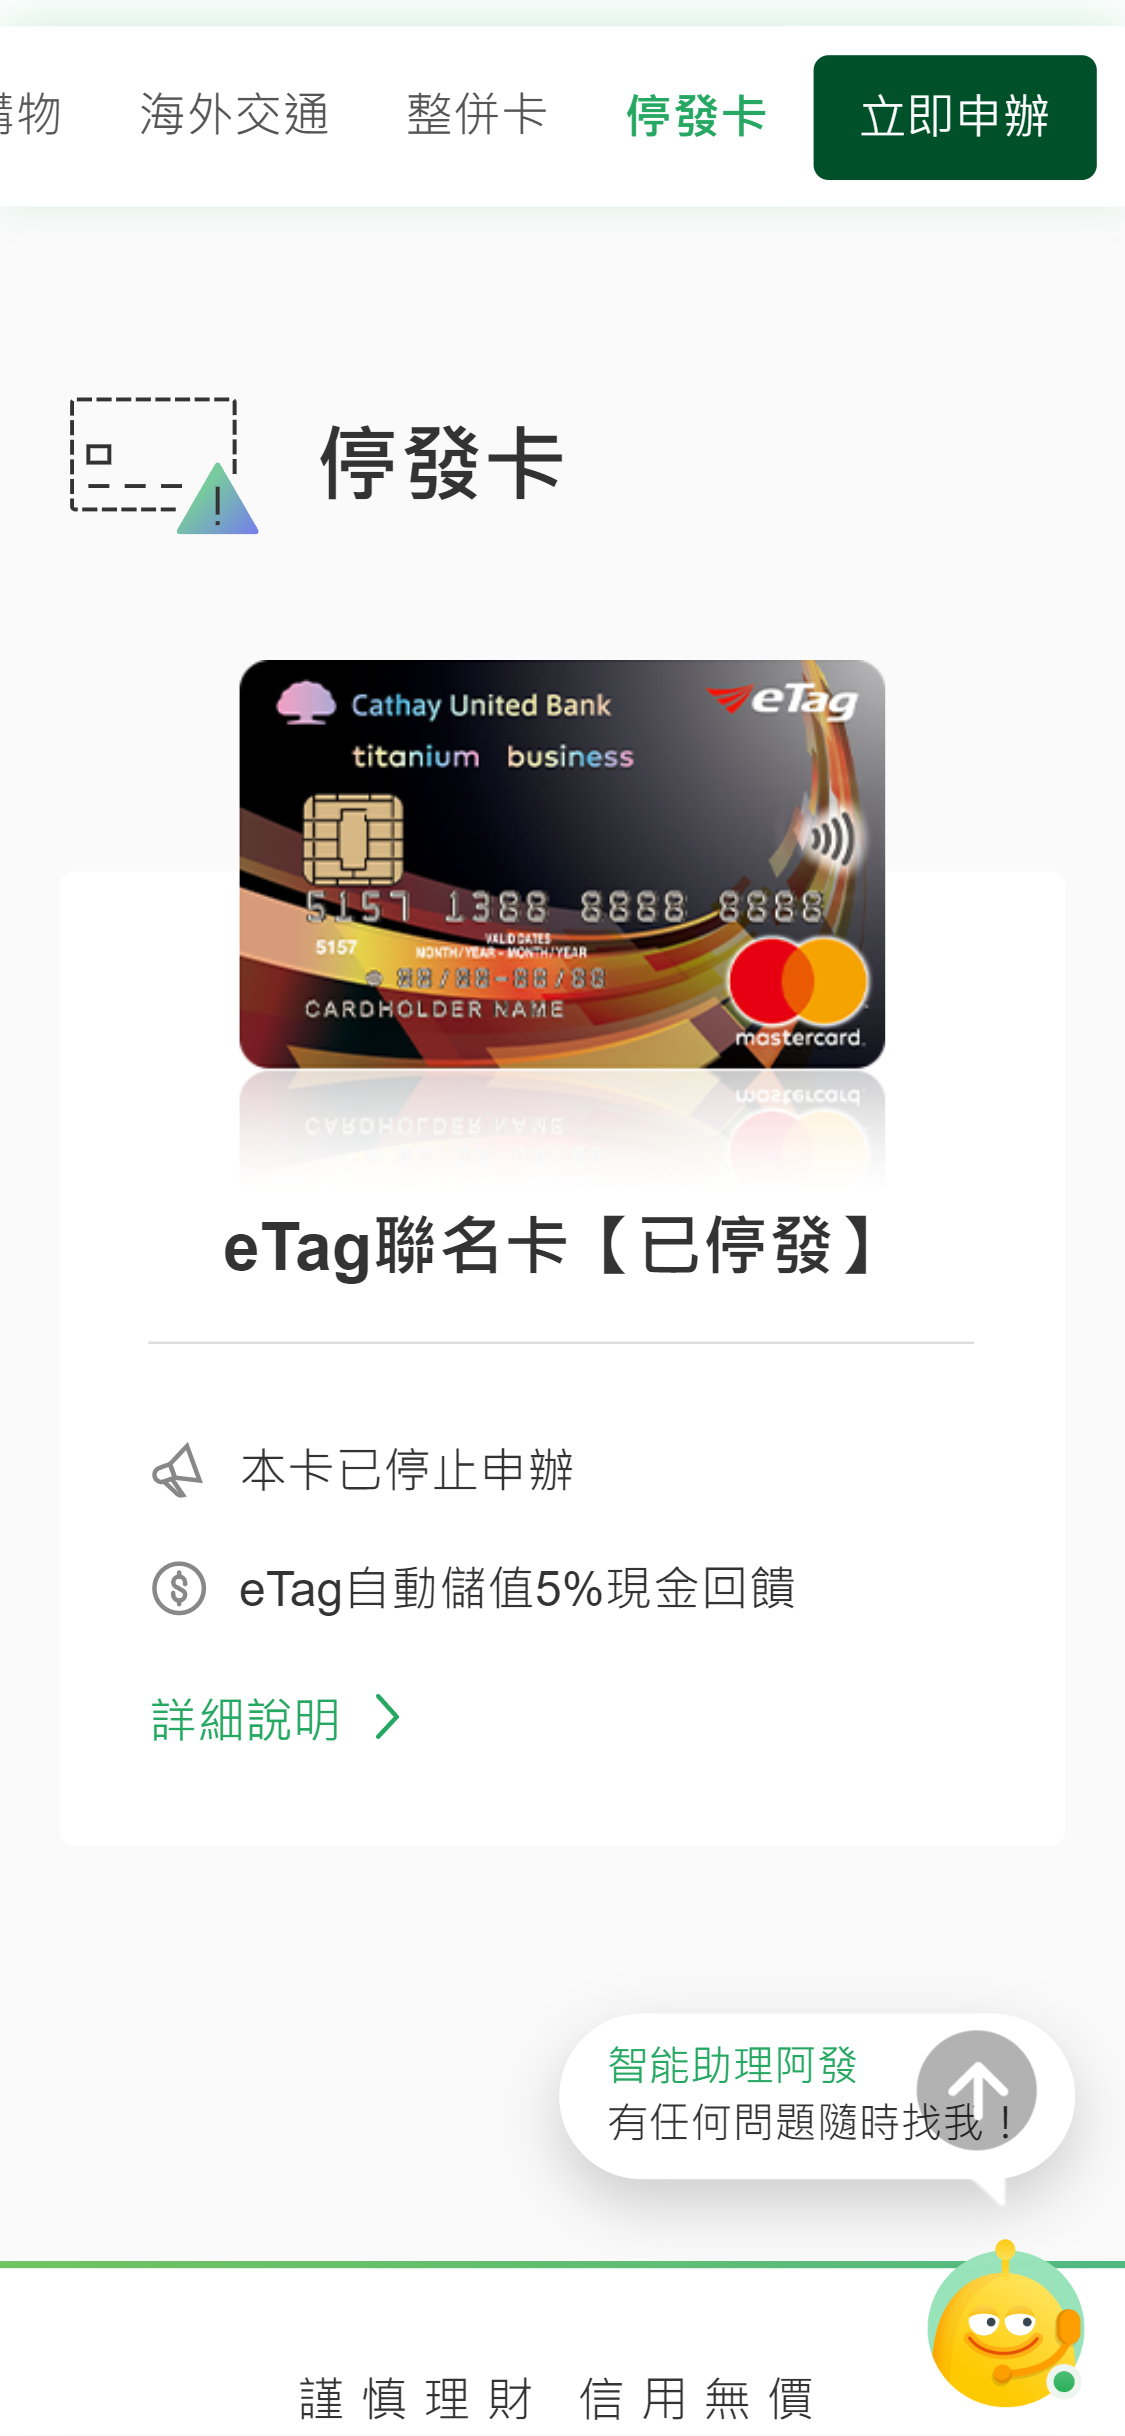 物
海外交通
整併卡
停發卡
立即申辦
停發卡
Cathay United Bank
eTag
titanium business
5157 1388 8888 8888
5157
VALID DATES
MONTH/YEAR - MONTH/YEAR
88/88-88/88
CARDHOLDER NAME
mastercard
eTag聯名卡【已停發】
本卡已停止申辦
eTag自動儲值5%現金回饋
詳細說明
智能助理阿發
有任何問題隨時找我！
謹慎理財 信用無價